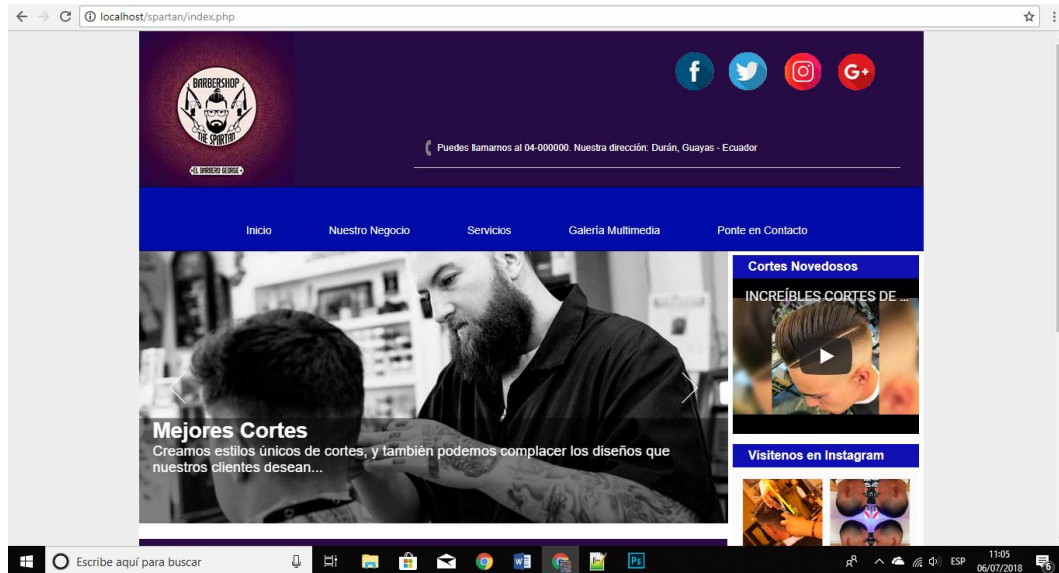 localhost/spartan/index.php
BARBERSHOP
THE SPARTAN
EL BARBERO GEORGE
f
G+
Puedes llamarnos al 04-000000. Nuestra dirección: Durán, Guayas - Ecuador
Inicio
Nuestro Negocio
Servicios
Galería Multimedia
Ponte en Contacto
Mejores Cortes
Creamos estilos únicos de cortes, y también podemos complacer los diseños que
nuestros clientes desean...
Cortes Novedosos
INCREÍBLES CORTES DE ...
Visitenos en Instagram
Escribe aquí para buscar
W
Ps
ESP
11:05
06/07/2018
6